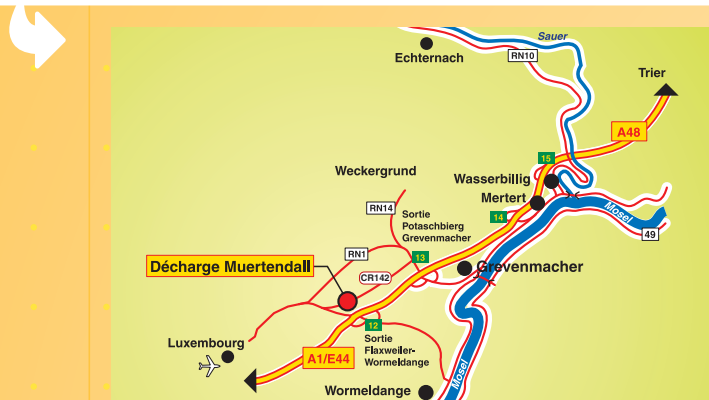 Sauer
Echternach
RN10
Trier
A48
15
Weckergrund
Wasserbillig
Mertert
RN14
Sortie
Potaschbierg
Grevenmacher
14
Mosel
49
RN1
13
Décharge Muertendall
CR142
Grevenmacher
12
Luxembourg
Sortie
Flaxweiler-
Wormeldange
A1/E44
Mosel
Wormeldange